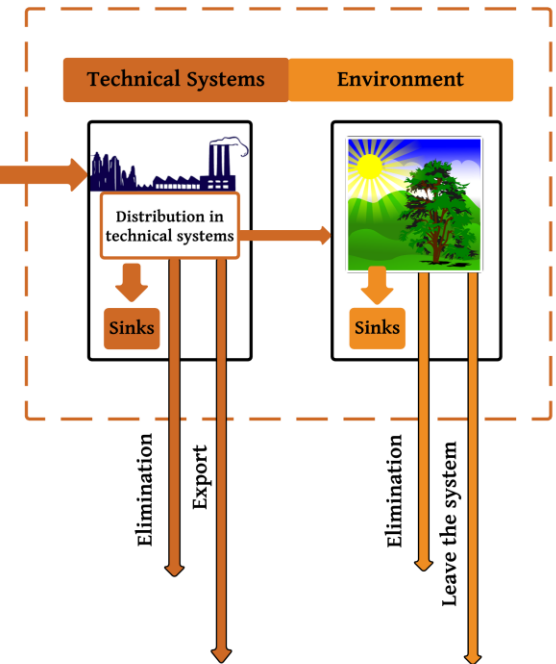 Technical Systems
Environment
Distribution in
technical systems
Sinks
Sinks
Elimination
Export
Elimination
Leave the system